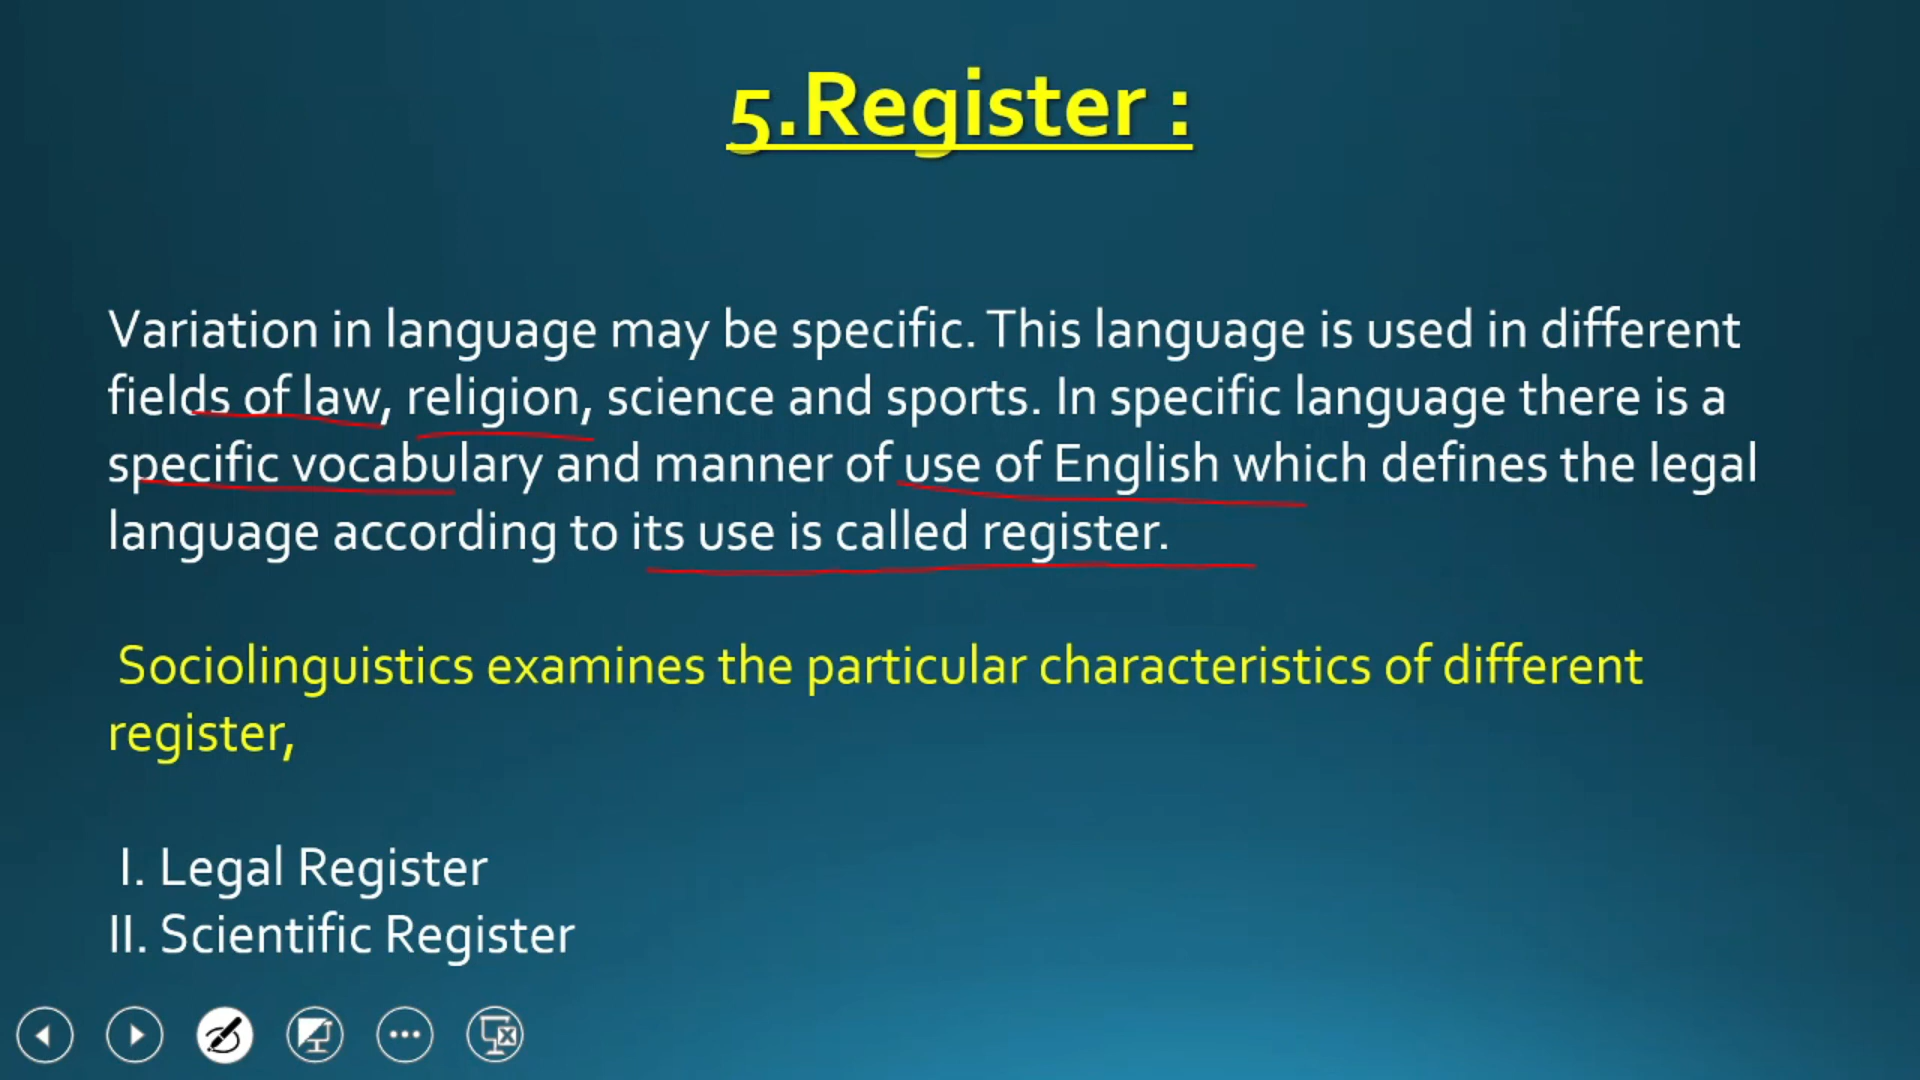 5.Register :
Variation in language may be specific. This language is used in different
fields of law, religion, science and sports. In specific language there is a
specific vocabulary and manner of use of English which defines the legal
language according to its use is called register.
Sociolinguistics examines the particular characteristics of different
register,
I. Legal Register
II. Scientific Register